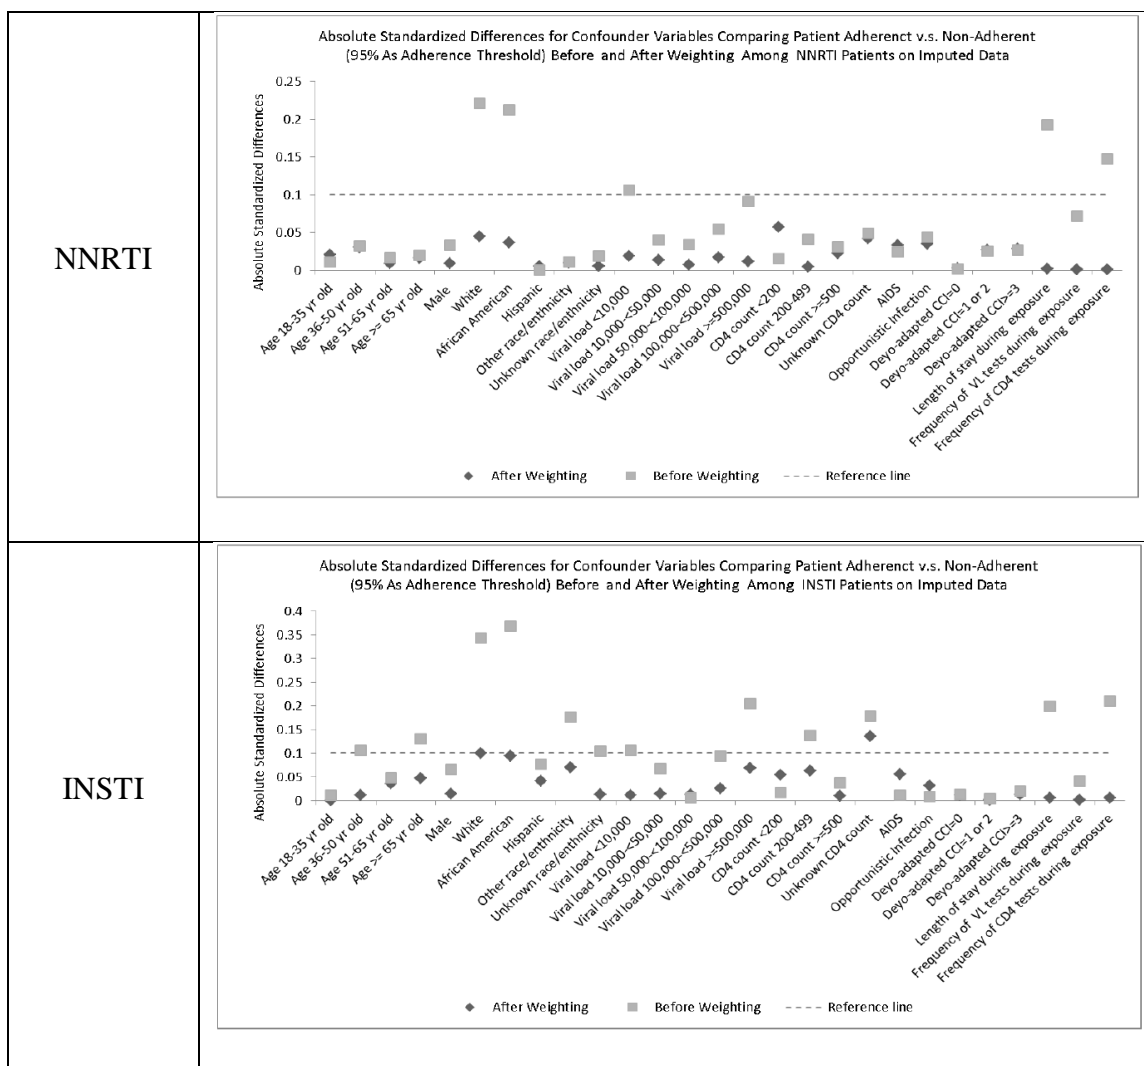 NNRTI
Absolute Standardized Differences for Confounder Variables Comparing Patient Adherenct v.s. Non-Adherent
(95% As Adherence Threshold) Before and After Weighting Among NNRTI Patients on Imputed Data
Absolute Standardized Differences
0.25
0.2
0.15
0.1
0.05
0
Age 18-35 yr old
Age 36-50 yr old
Age 51-65 yr old
Age >= 65 yr old
Male
White
African American
Hispanic
Other race/enthnicity
Unknown race/enthnicity
Viral load <10,000
Viral load 10,000-<50,000
Viral load 50,000-<100,000
Viral load 100,000-<500,000
Viral load >=500,000
CD4 count <200
CD4 count 200-499
CD4 count >=500
Unknown CD4 count
AIDS
Opportunistic Infection
Deyo-adapted CCI=0
Deyo-adapted CCI=1 or 2
Deyo-adapted CCI>=3
Length of stay during exposure
Frequency of VL tests during exposure
Frequency of CD4 tests during exposure
After Weighting
Before Weighting
Reference line
INSTI
Absolute Standardized Differences for Confounder Variables Comparing Patient Adherenct v.s. Non-Adherent
(95% As Adherence Threshold) Before and After Weighting Among INSTI Patients on Imputed Data
Absolute Standardized Differences
0.4
0.35
0.3
0.25
0.2
0.15
0.1
0.05
0
Age 18-35 yr old
Age 36-50 yr old
Age 51-65 yr old
Age >= 65 yr old
Male
White
African American
Hispanic
Other race/enthnicity
Unknown race/enthnicity
Viral load <10,000
Viral load 10,000-<50,000
Viral load 50,000-<100,000
Viral load 100,000-<500,000
Viral load >=500,000
CD4 count <200
CD4 count 200-499
CD4 count >=500
Unknown CD4 count
AIDS
Opportunistic Infection
Deyo-adapted CCI=0
Deyo-adapted CCI=1 or 2
Deyo-adapted CCI>=3
Length of stay during exposure
Frequency of VL tests during exposure
Frequency of CD4 tests during exposure
After Weighting
Before Weighting
Reference line